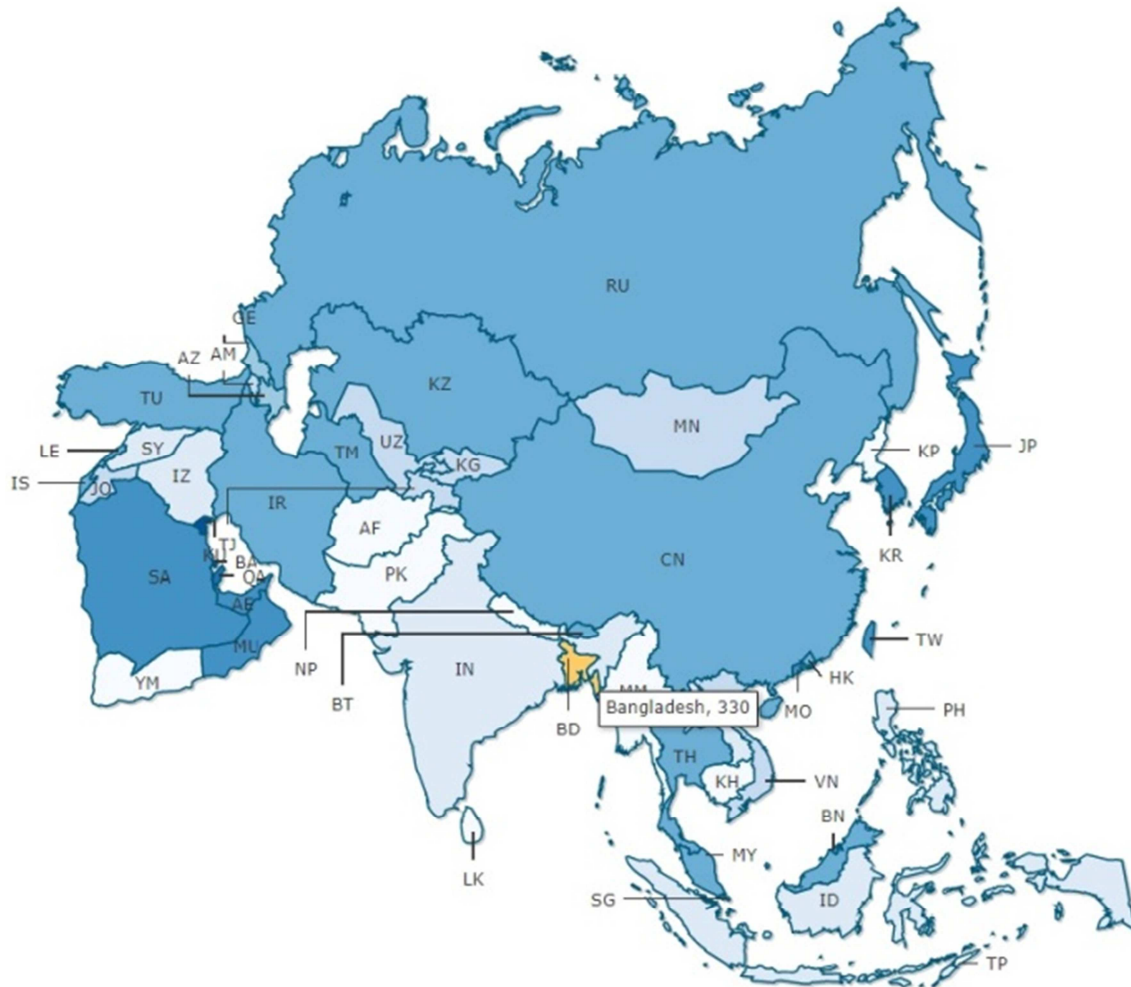 RU
GE
AZ
AM
KZ
TU
MN
LE
SY
UZ
KP
JP
TM
KG
IS
JO
IZ
IR
AF
KR
TJ
KU
BA
CN
SA
PK
QA
AE
TW
MU
NP
IN
HK
YM
BT
MM
BD
Bangladesh, 330
MO
PH
TH
KH
VN
BN
MY
LK
SG
ID
TP